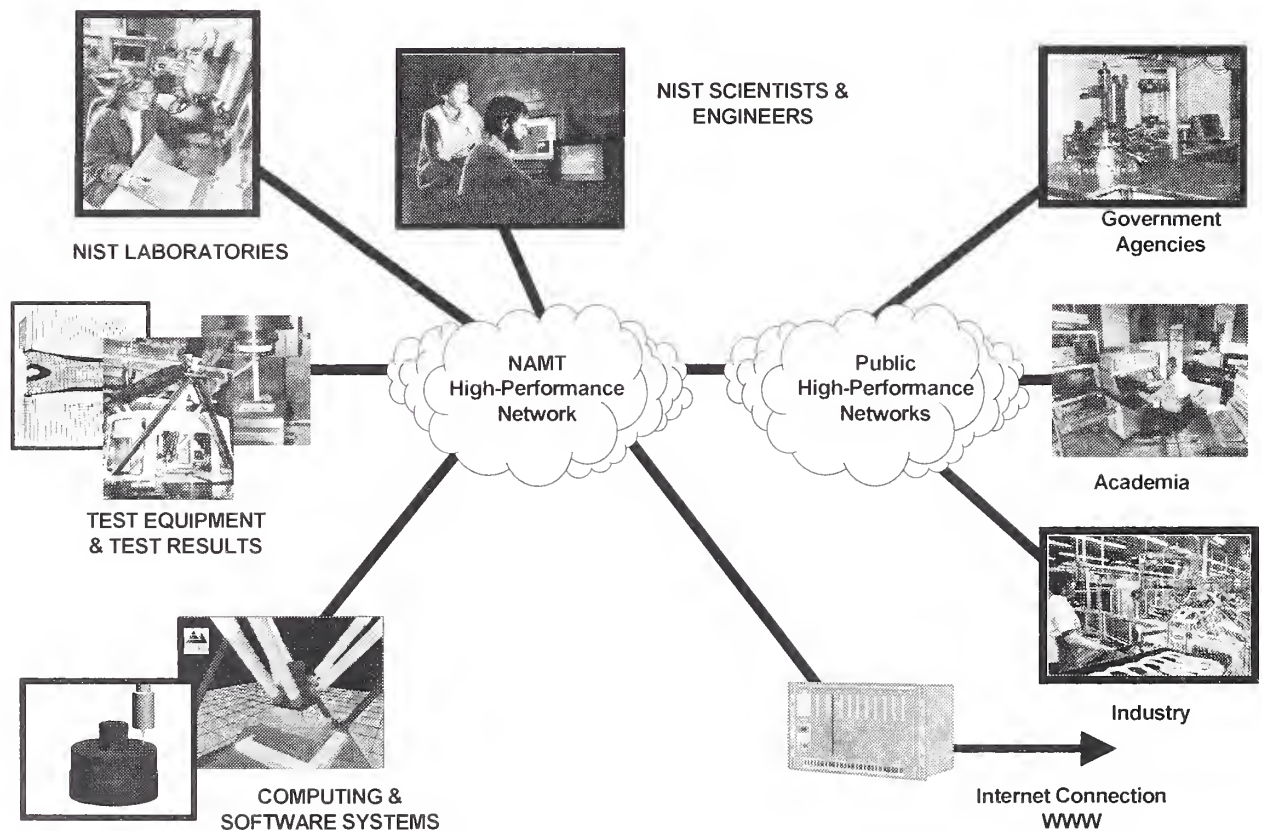 NIST SCIENTISTS &
ENGINEERS
Government
Agencies
NIST LABORATORIES
NAMT
High-Performance
Network
Public
High-Performance
Networks
Academia
TEST EQUIPMENT
& TEST RESULTS
Industry
COMPUTING &
SOFTWARE SYSTEMS
Internet Connection
WWW